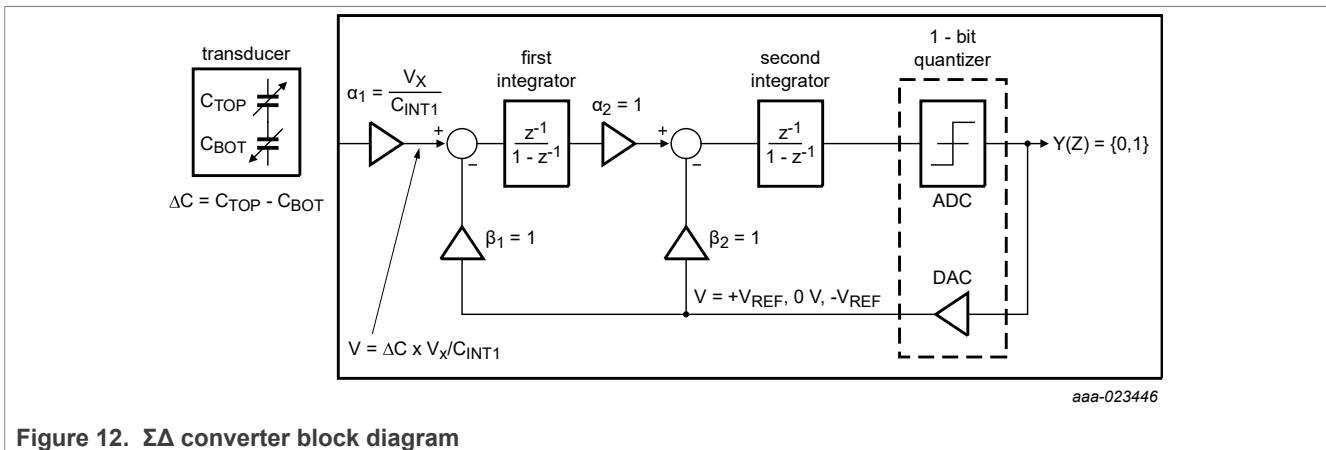 transducer
C_TOP
C_BOT
ΔC = C_TOP - C_BOT
α₁ = V_X / C_INT1
+
−
first
integrator
z⁻¹
1 - z⁻¹
α₂ = 1
+
−
second
integrator
z⁻¹
1 - z⁻¹
1 - bit
quantizer
ADC
Y(Z) = {0,1}
β₁ = 1
β₂ = 1
DAC
V = +V_REF, 0 V, -V_REF
V = ΔC x V_x/C_INT1
aaa-023446
Figure 12. ΣΔ converter block diagram